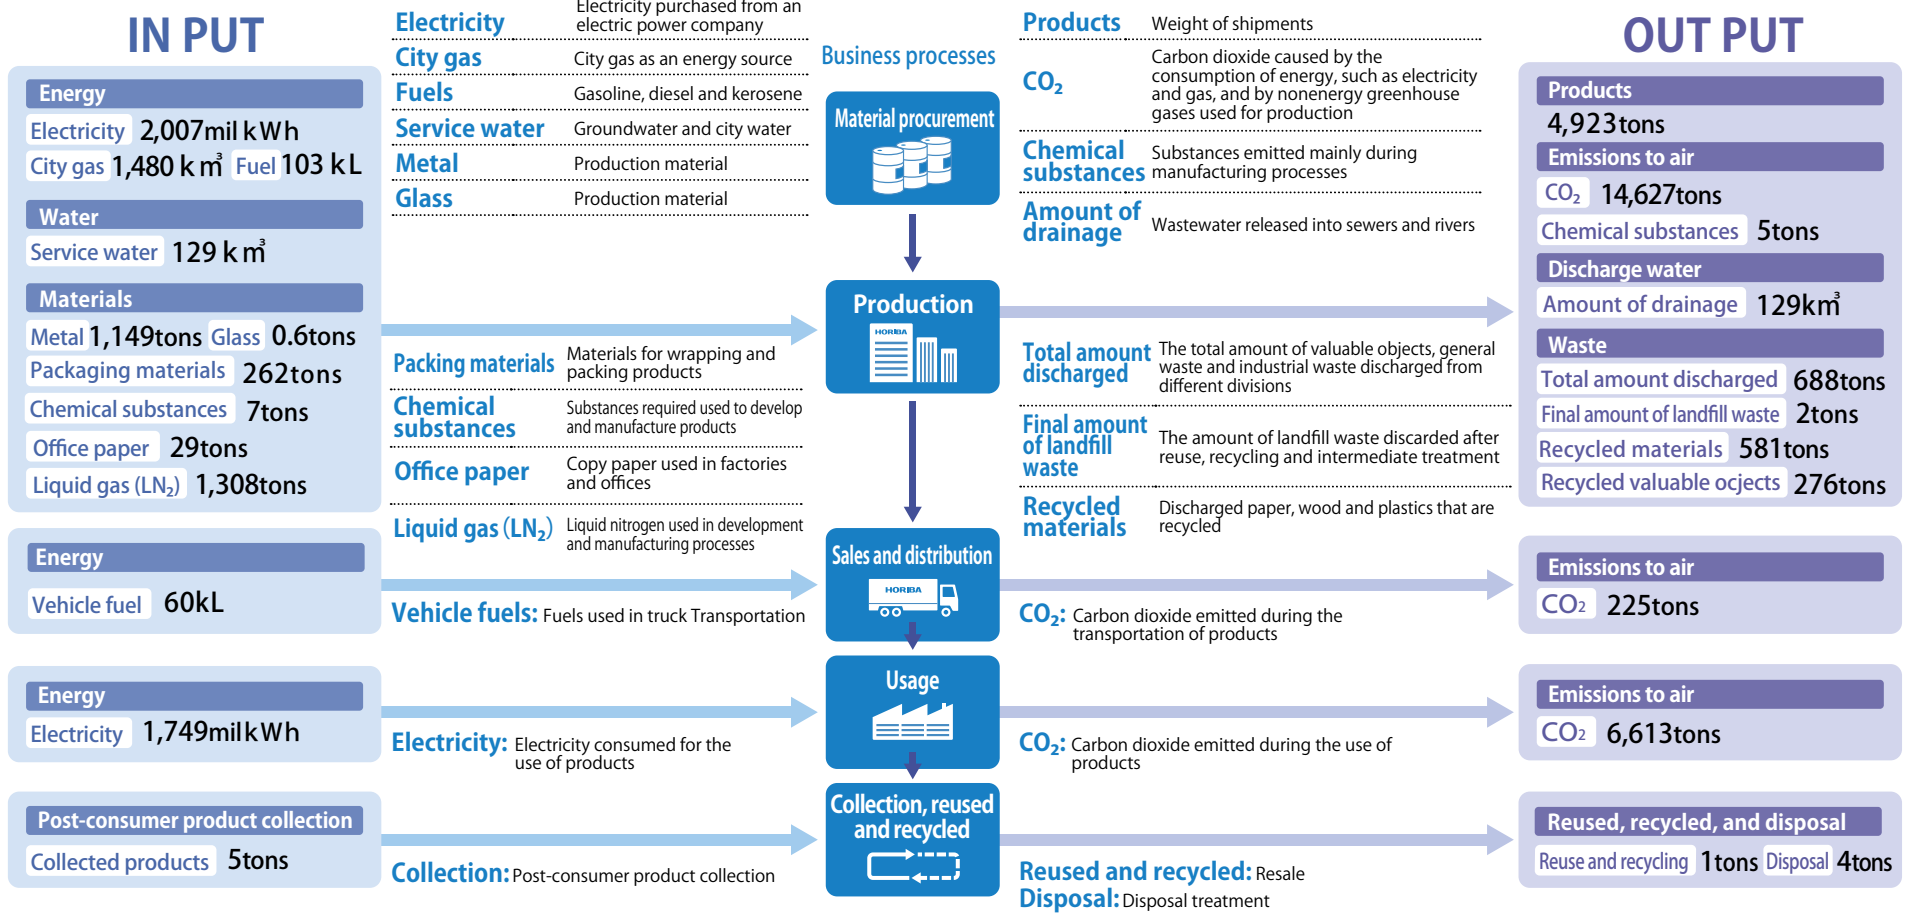 IN PUT
Energy
Electricity 2,007mil kWh
City gas 1,480 k㎥ Fuel 103 kL
Water
Service water 129 k㎥
Materials
Metal 1,149tons Glass 0.6tons
Packaging materials 262tons
Chemical substances 7tons
Office paper 29tons
Liquid gas (LN₂) 1,308tons
Energy
Vehicle fuel 60kL
Energy
Electricity 1,749milkWh
Post-consumer product collection
Collected products 5tons
Electricity Electricity purchased from an
electric power company
City gas City gas as an energy source
Fuels Gasoline, diesel and kerosene
Service water Groundwater and city water
Metal Production material
Glass Production material
Packing materials Materials for wrapping and
packing products
Chemical
substances
Substances required used to develop
and manufacture products
Office paper Copy paper used in factories
and offices
Liquid gas (LN₂) Liquid nitrogen used in development
and manufacturing processes
Vehicle fuels: Fuels used in truck Transportation
Electricity: Electricity consumed for the
use of products
Collection: Post-consumer product collection
Business processes
Material procurement
Production
HORIBA
Sales and distribution
HORIBA
Usage
Collection, reused
and recycled
Products Weight of shipments
CO₂ Carbon dioxide caused by the
consumption of energy, such as electricity
and gas, and by nonenergy greenhouse
gases used for production
Chemical
substances
Substances emitted mainly during
manufacturing processes
Amount of
drainage
Wastewater released into sewers and rivers
Total amount
discharged
The total amount of valuable objects, general
waste and industrial waste discharged from
different divisions
Final amount
of landfill
waste
The amount of landfill waste discarded after
reuse, recycling and intermediate treatment
Recycled
materials
Discharged paper, wood and plastics that are
recycled
CO₂: Carbon dioxide emitted during the
transportation of products
CO₂: Carbon dioxide emitted during the use of
products
Reused and recycled: Resale
Disposal: Disposal treatment
OUT PUT
Products
4,923tons
Emissions to air
CO₂ 14,627tons
Chemical substances 5tons
Discharge water
Amount of drainage 129k㎥
Waste
Total amount discharged 688tons
Final amount of landfill waste 2tons
Recycled materials 581tons
Recycled valuable ocjects 276tons
Emissions to air
CO₂ 225tons
Emissions to air
CO₂ 6,613tons
Reused, recycled, and disposal
Reuse and recycling 1tons Disposal 4tons